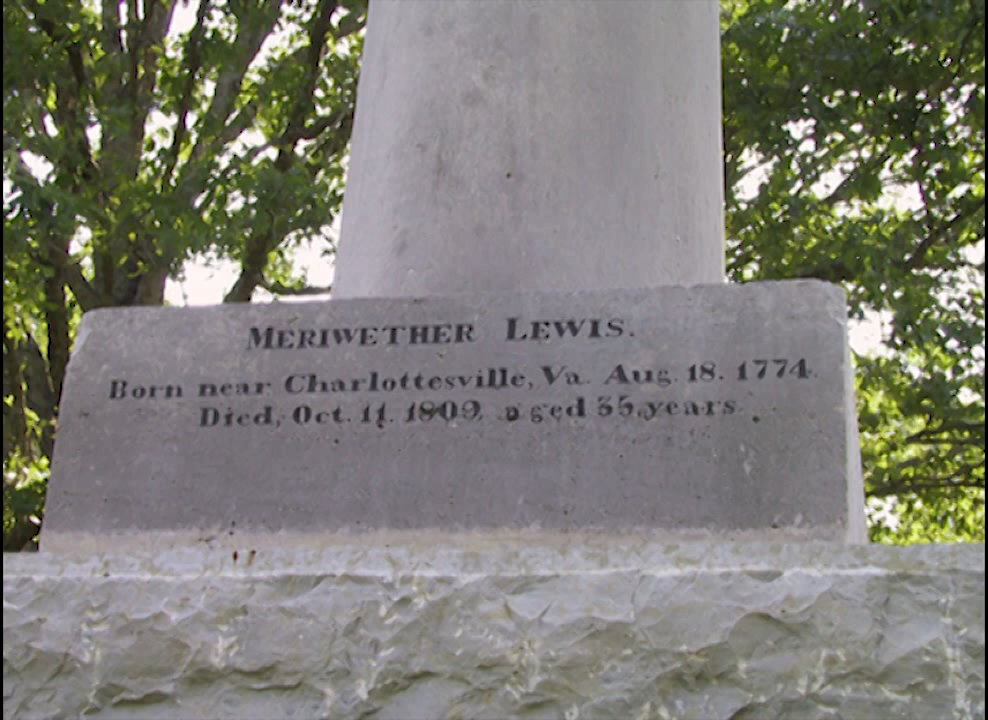 MERIWETHER LEWIS.
Born near Charlottesville, Va. Aug. 18. 1774.
Died, Oct. 11. 1809, aged 35, years.